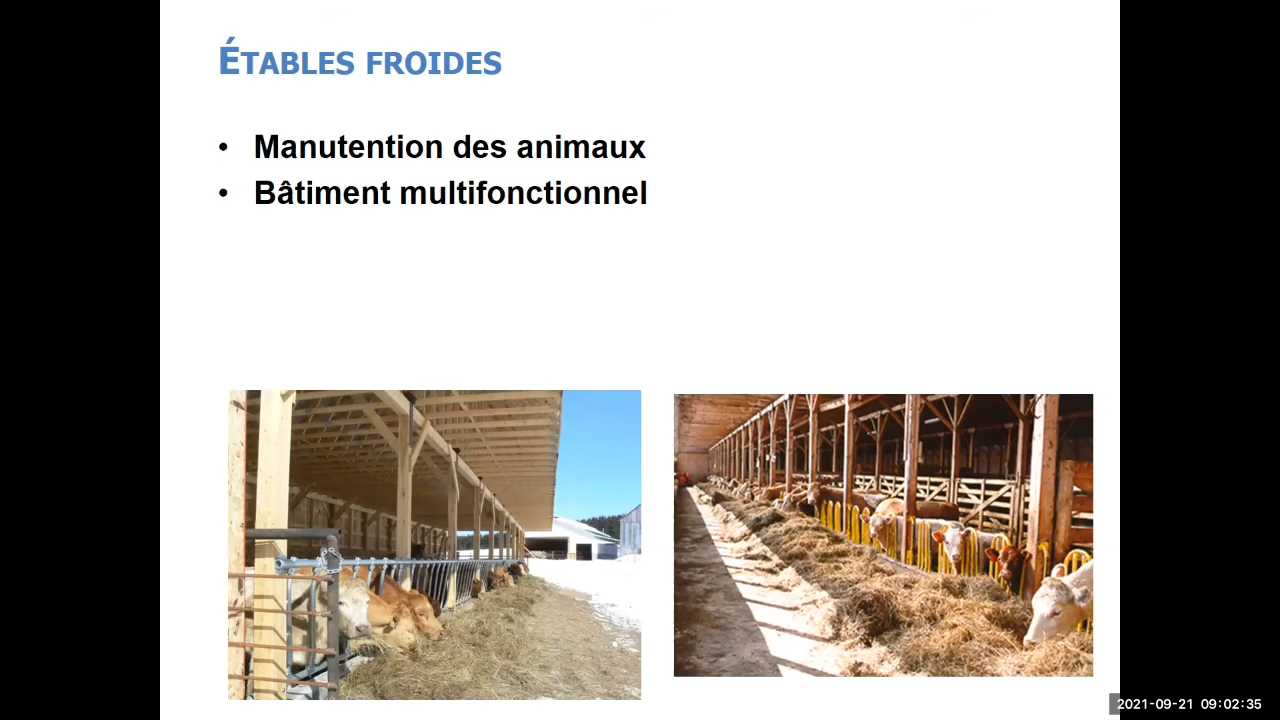 ÉTABLES FROIDES
• Manutention des animaux
• Bâtiment multifonctionnel
2021-09-21 09:02:35